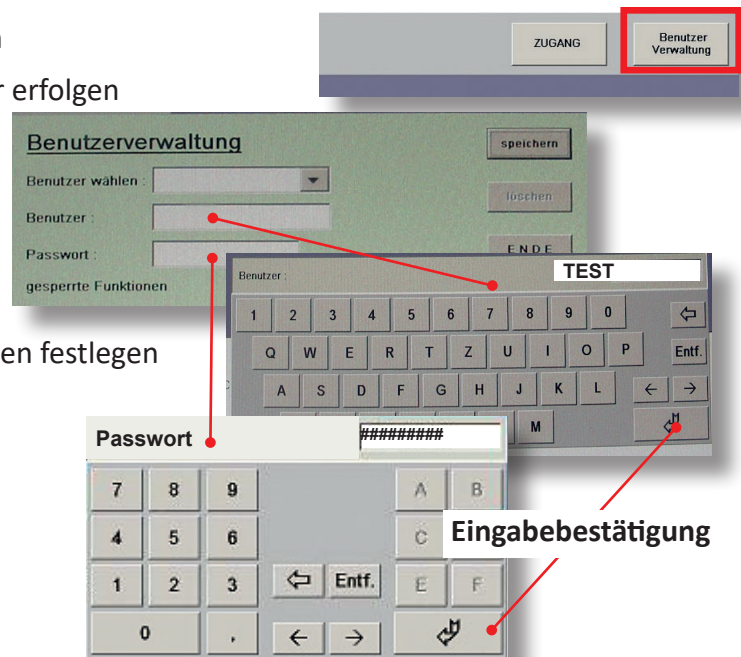 ZUGANG
Benutzer
Verwaltung
erfolgen
Benutzerverwaltung
speichern
Benutzer wählen :
löschen
Benutzer :
Passwort :
E N D E
gesperrte Funktionen
Benutzer :
TEST
1 2 3 4 5 6 7 8 9 0
Q W E R T Z U I O P Entf.
en festlegen
A S D F G H J K L
M
Passwort
#########
7 8 9 A B
4 5 6 C
Eingabebestätigung
1 2 3 Entf. E F
0 ,